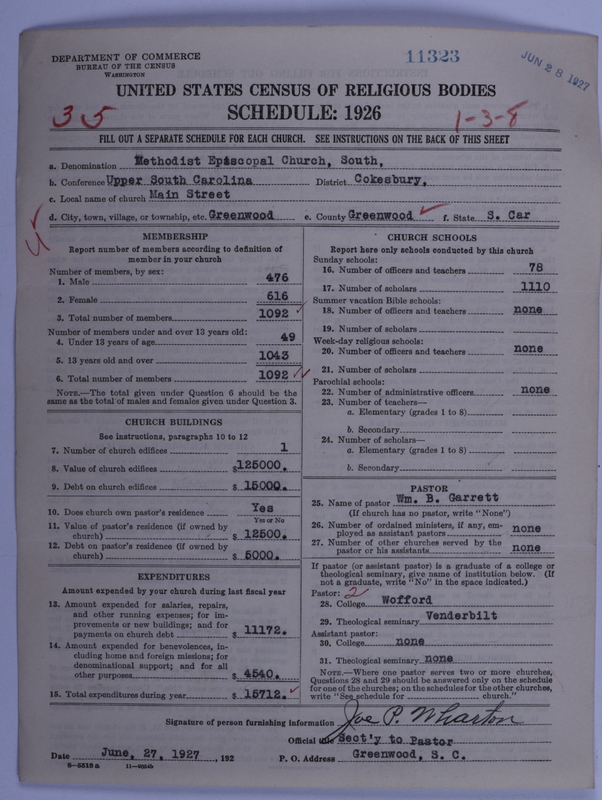 DEPARTMENT OF COMMERCE
BUREAU OF THE CENSUS
WASHINGTON
11323
JUN 28 1927
UNITED STATES CENSUS OF RELIGIOUS BODIES
SCHEDULE: 1926
35
1-3-8
FILL OUT A SEPARATE SCHEDULE FOR EACH CHURCH. SEE INSTRUCTIONS ON THE BACK OF THIS SHEET
a. Denomination Methodist Episcopal Church, South,
b. Conference Upper South Carolina District Cokesbury,
c. Local name of church Main Street
d. City, town, village, or township, etc. Greenwood e. County Greenwood f. State S. Car
MEMBERSHIP
Report number of members according to definition of
member in your church
Number of members, by sex:
1. Male 476
2. Female 616
3. Total number of members 1092
Number of members under and over 13 years old:
4. Under 13 years of age 49
5. 13 years old and over 1043
6. Total number of members 1092
NOTE.—The total given under Question 6 should be the
same as the total of males and females given under Question 3.
CHURCH BUILDINGS
See instructions, paragraphs 10 to 12
7. Number of church edifices 1
8. Value of church edifices $125000.
9. Debt on church edifices $ 15000.
10. Does church own pastor's residence Yes
Yes or No
11. Value of pastor's residence (if owned by
church) $ 12500.
12. Debt on pastor's residence (if owned by
church) $ 5000.
EXPENDITURES
Amount expended by your church during last fiscal year
13. Amount expended for salaries, repairs,
and other running expenses; for im-
provements or new buildings; and for
payments on church debt $ 11172.
14. Amount expended for benevolences, in-
cluding home and foreign missions; for
denominational support; and for all
other purposes $ 4540.
15. Total expenditures during year $ 15712.
CHURCH SCHOOLS
Report here only schools conducted by this church
Sunday schools:
16. Number of officers and teachers 78
17. Number of scholars 1110
Summer vacation Bible schools:
18. Number of officers and teachers none
19. Number of scholars
Week-day religious schools:
20. Number of officers and teachers none
21. Number of scholars
Parochial schools:
22. Number of administrative officers none
23. Number of teachers—
a. Elementary (grades 1 to 8)
b. Secondary
24. Number of scholars—
a. Elementary (grades 1 to 8)
b. Secondary
PASTOR
25. Name of pastor Wm. B. Garrett
(If church has no pastor, write "None")
26. Number of ordained ministers, if any, em-
ployed as assistant pastors none
27. Number of other churches served by the
pastor or his assistants none
If pastor (or assistant pastor) is a graduate of a college or
theological seminary, give name of institution below. (If
not a graduate, write "No" in the space indicated.)
Pastor: 2
28. College Wofford
29. Theological seminary Venderbilt
Assistant pastor:
30. College none
31. Theological seminary none
NOTE.—Where one pastor serves two or more churches,
Questions 28 and 29 should be answered only on the schedule
for one of the churches; on the schedules for the other churches,
write "See schedule for church."
Signature of person furnishing information Joe P. Wharton
Official title Sect'y to Pastor
Date June, 27, 1927, 192 P. O. Address Greenwood, S. C.